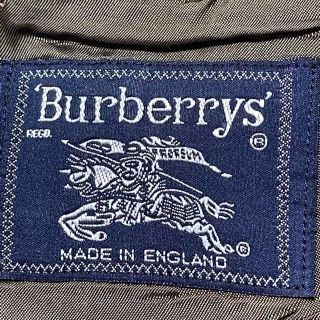 'Burberrys'
REGD. ®
MADE IN ENGLAND ®